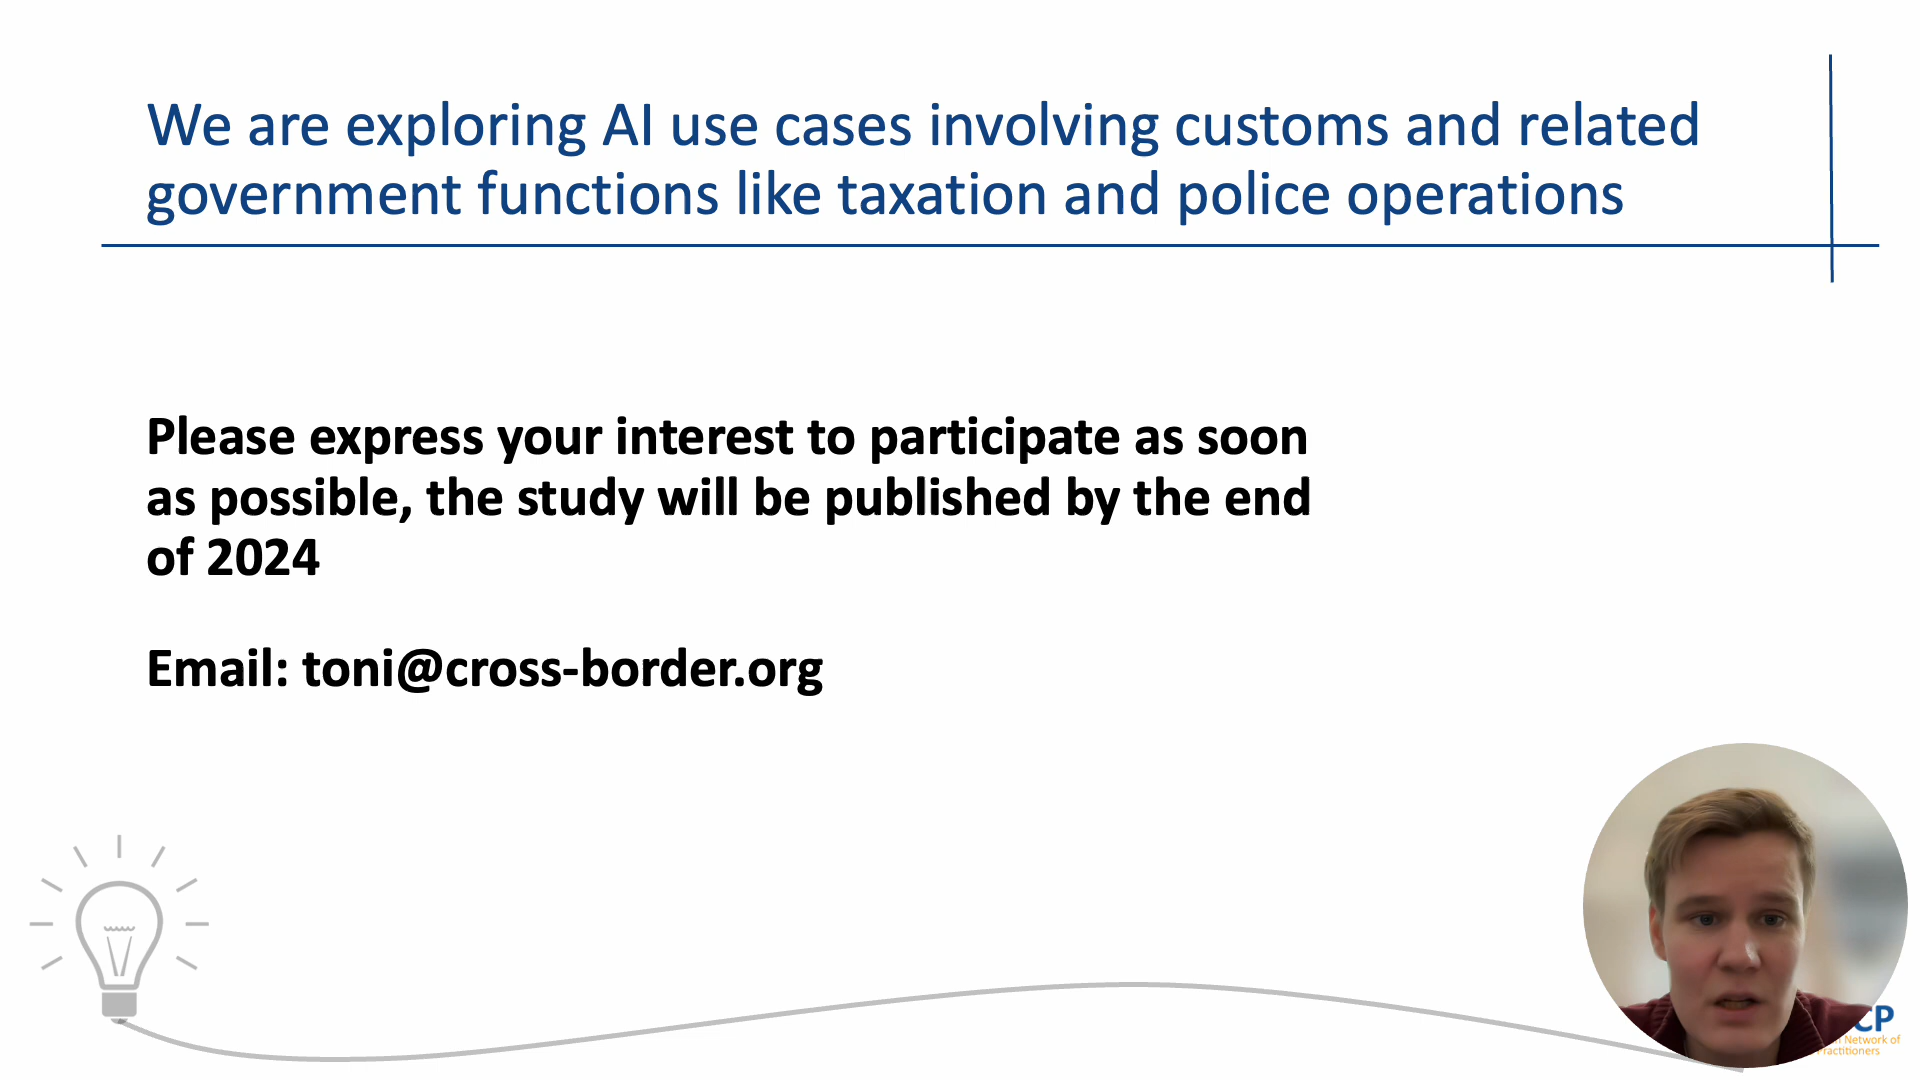 We are exploring AI use cases involving customs and related
government functions like taxation and police operations
Please express your interest to participate as soon
as possible, the study will be published by the end
of 2024
Email: toni@cross-border.org
CP
Network of
Practitioners